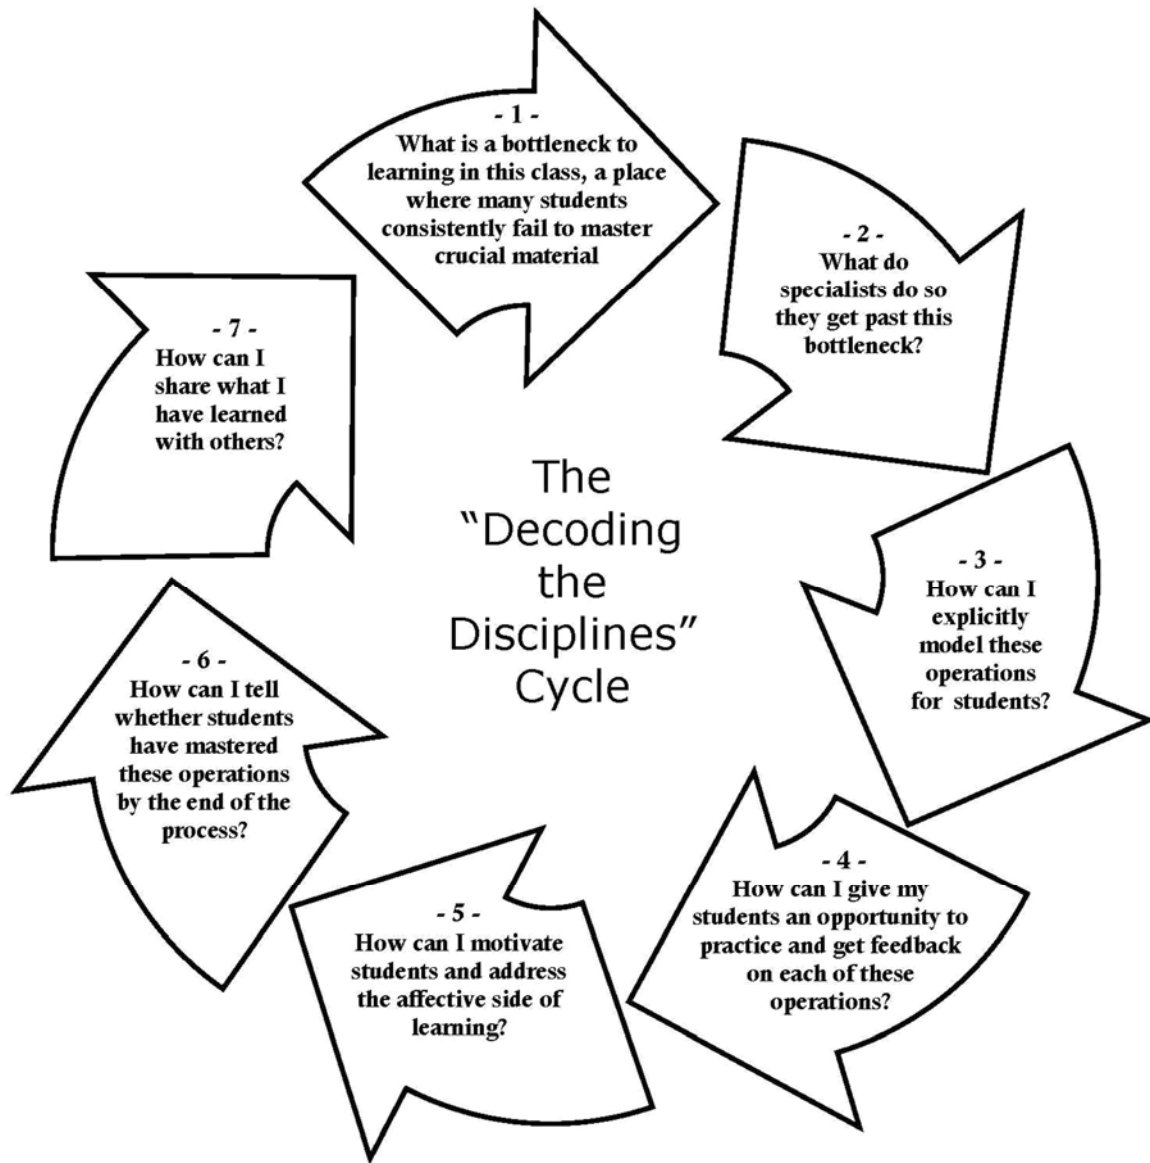 - 1 -
What is a bottleneck to
learning in this class, a place
where many students
consistently fail to master
crucial material
- 2 -
What do
specialists do so
they get past this
bottleneck?
- 3 -
How can I
explicitly
model these
operations
for students?
- 4 -
How can I give my
students an opportunity to
practice and get feedback
on each of these
operations?
- 5 -
How can I motivate
students and address
the affective side of
learning?
- 6 -
How can I tell
whether students
have mastered
these operations
by the end of the
process?
- 7 -
How can I
share what I
have learned
with others?
The
“Decoding
the
Disciplines”
Cycle